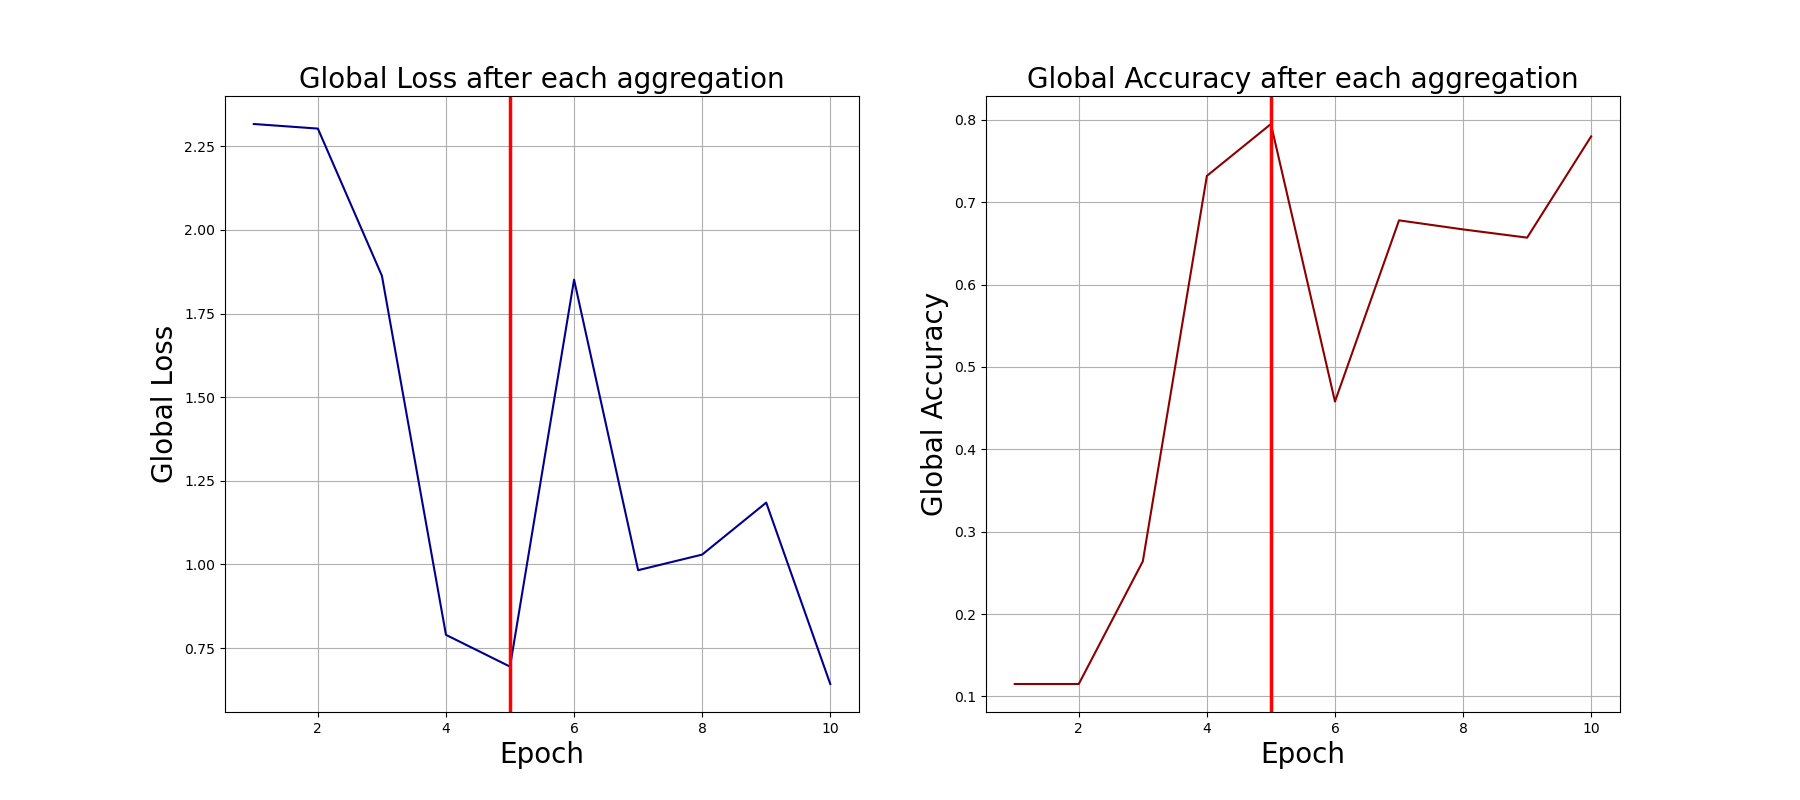 Global Loss after each aggregation
Global Loss
2.25
2.00
1.75
1.50
1.25
1.00
0.75
2 4 6 8 10
Epoch
Global Accuracy after each aggregation
Global Accuracy
0.8
0.7
0.6
0.5
0.4
0.3
0.2
0.1
2 4 6 8 10
Epoch